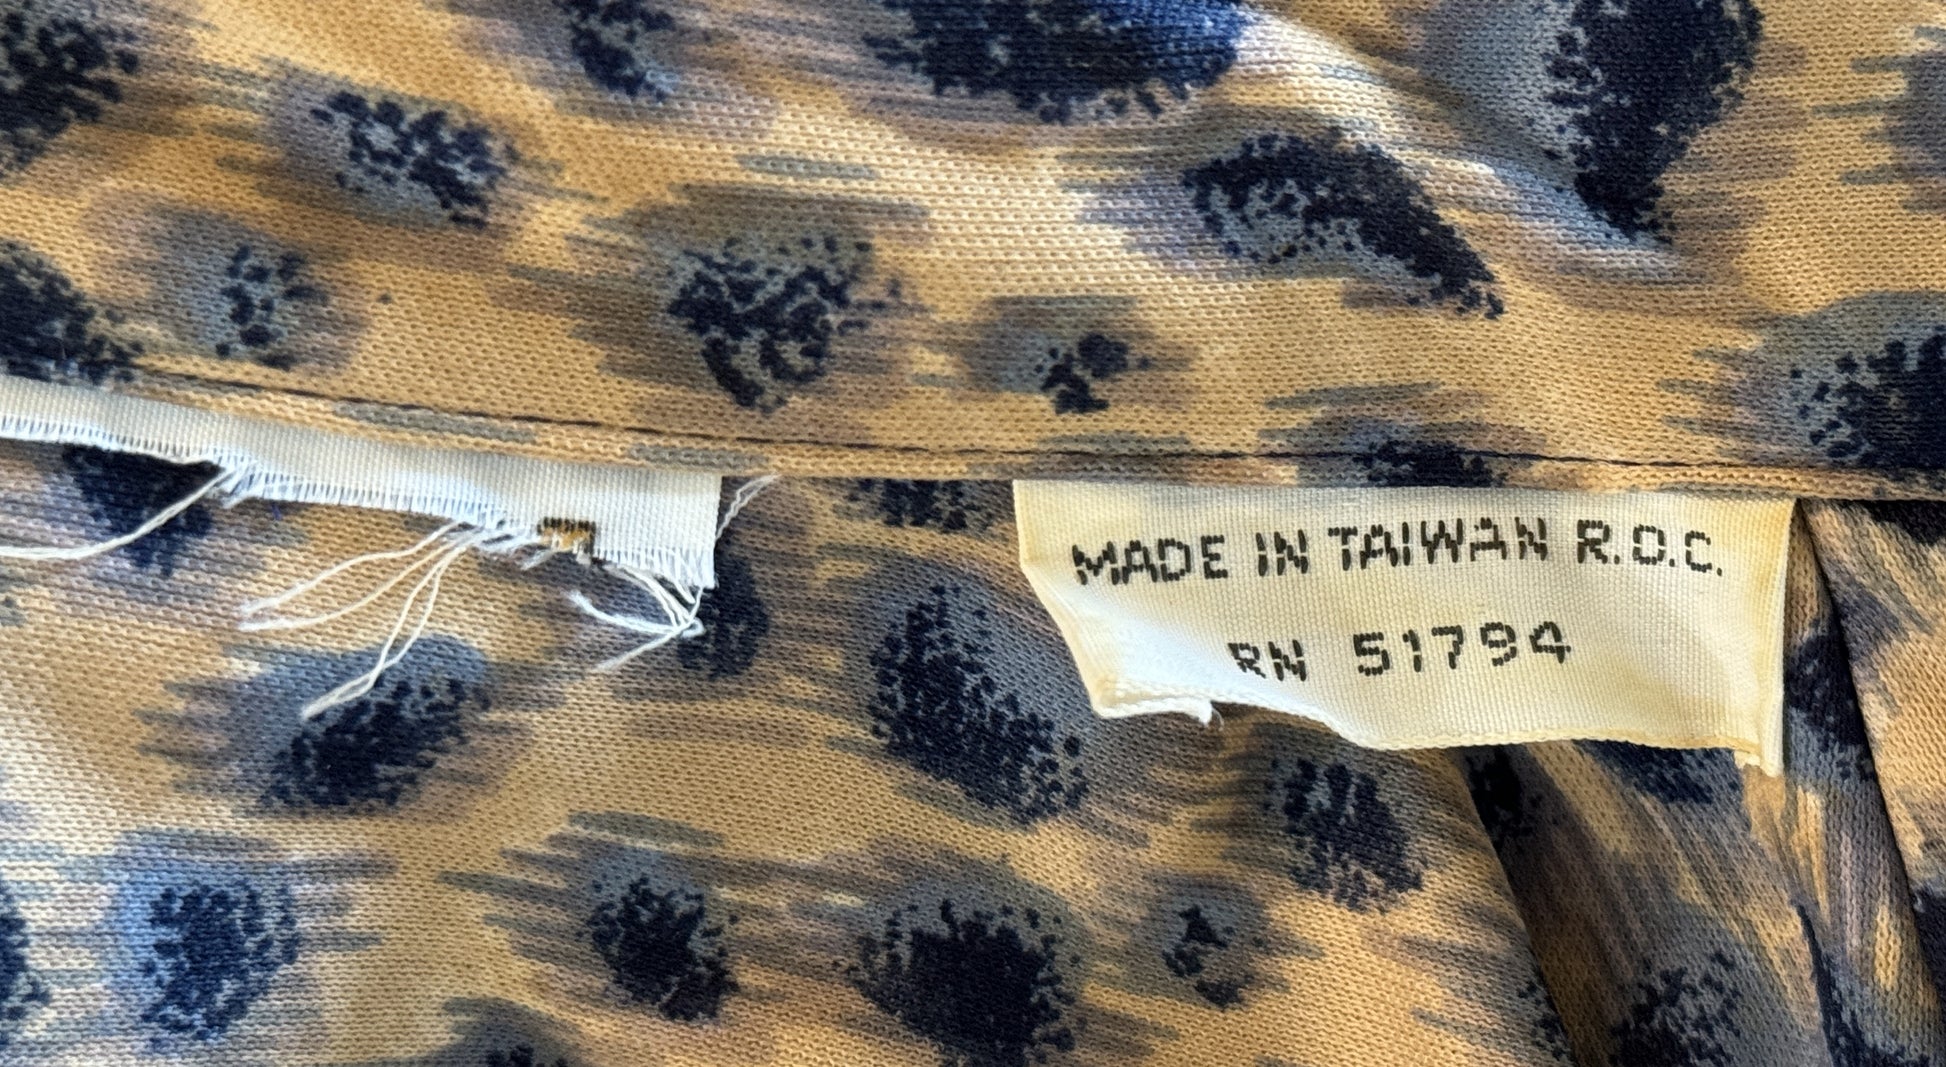 MADE IN TAIWAN R.O.C.
RN 51794